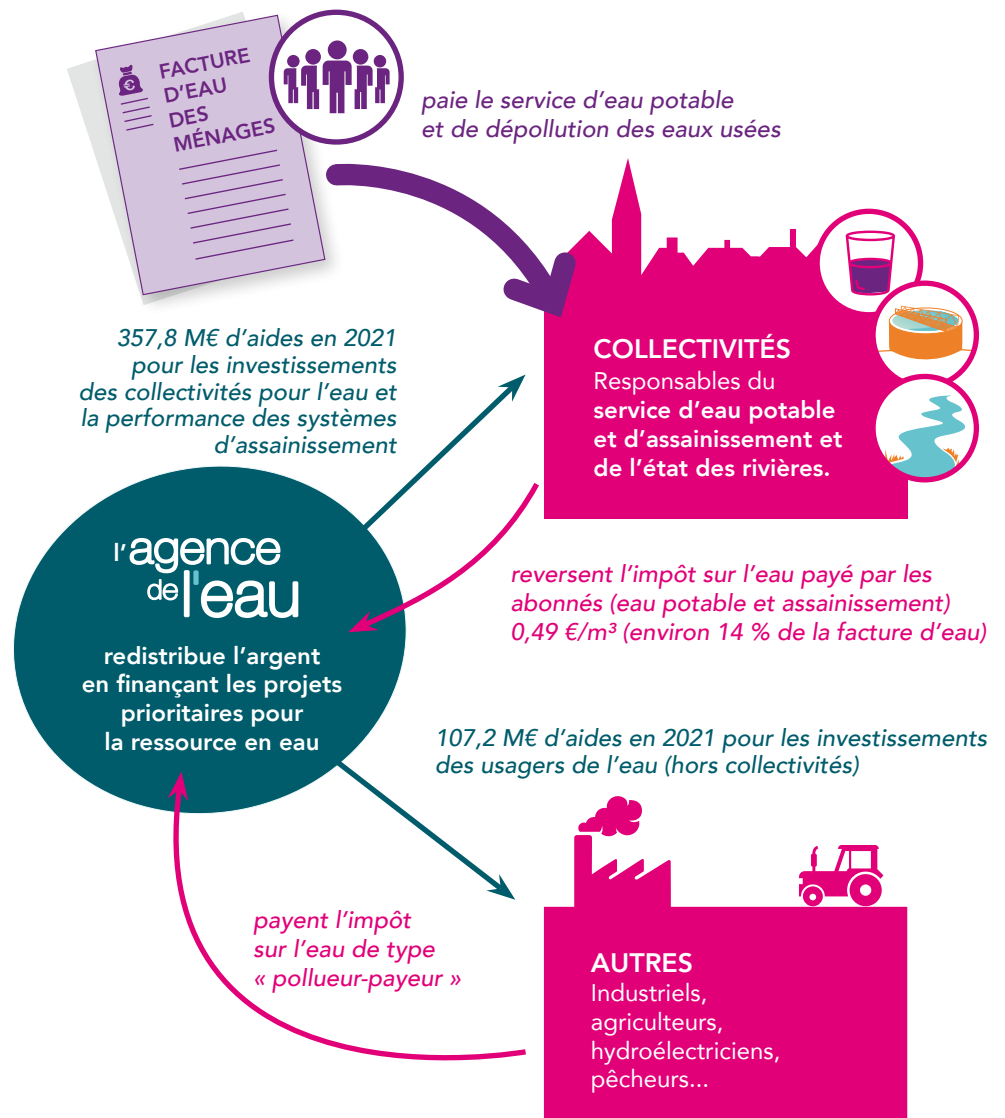 FACTURE
D'EAU
DES
MÉNAGES
paie le service d'eau potable
et de dépollution des eaux usées
357,8 M€ d'aides en 2021
pour les investissements
des collectivités pour l'eau et
la performance des systèmes
d'assainissement
COLLECTIVITÉS
Responsables du
service d'eau potable
et d'assainissement et
de l'état des rivières.
l'agence
de l'eau
redistribue l'argent
en finançant les projets
prioritaires pour
la ressource en eau
reversent l'impôt sur l'eau payé par les
abonnés (eau potable et assainissement)
0,49 €/m³ (environ 14 % de la facture d'eau)
107,2 M€ d'aides en 2021 pour les investissements
des usagers de l'eau (hors collectivités)
payent l'impôt
sur l'eau de type
« pollueur-payeur »
AUTRES
Industriels,
agriculteurs,
hydroélectriciens,
pêcheurs...